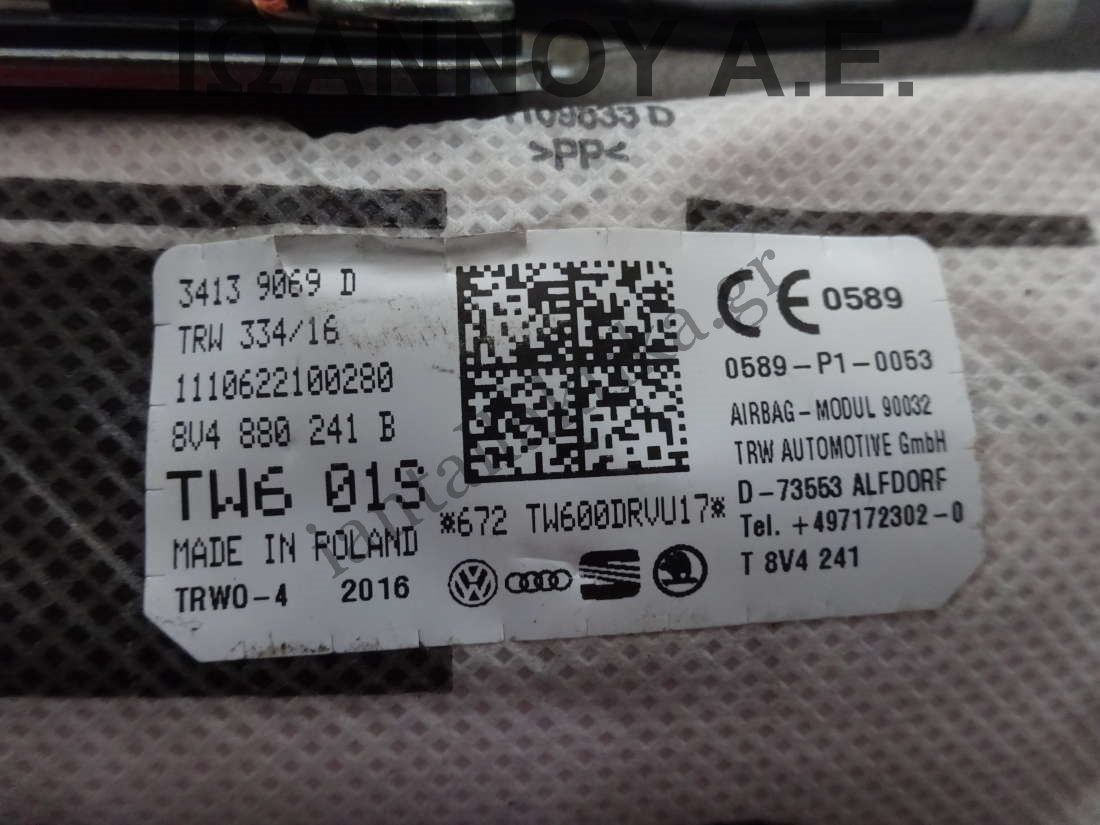 ΙΩΑΝΝΟΥ Α.Ε.
>PP<
3413 9069 D
TRW 334/16
1110622100280
8V4 880 241 B
TW6 01S
MADE IN POLAND
TRWO-4 2016
*672 TW600DRVU17*
CE 0589
0589-P1-0053
AIRBAG-MODUL 90032
TRW AUTOMOTIVE GmbH
D-73553 ALFDORF
Tel. +497172302-0
T 8V4 241